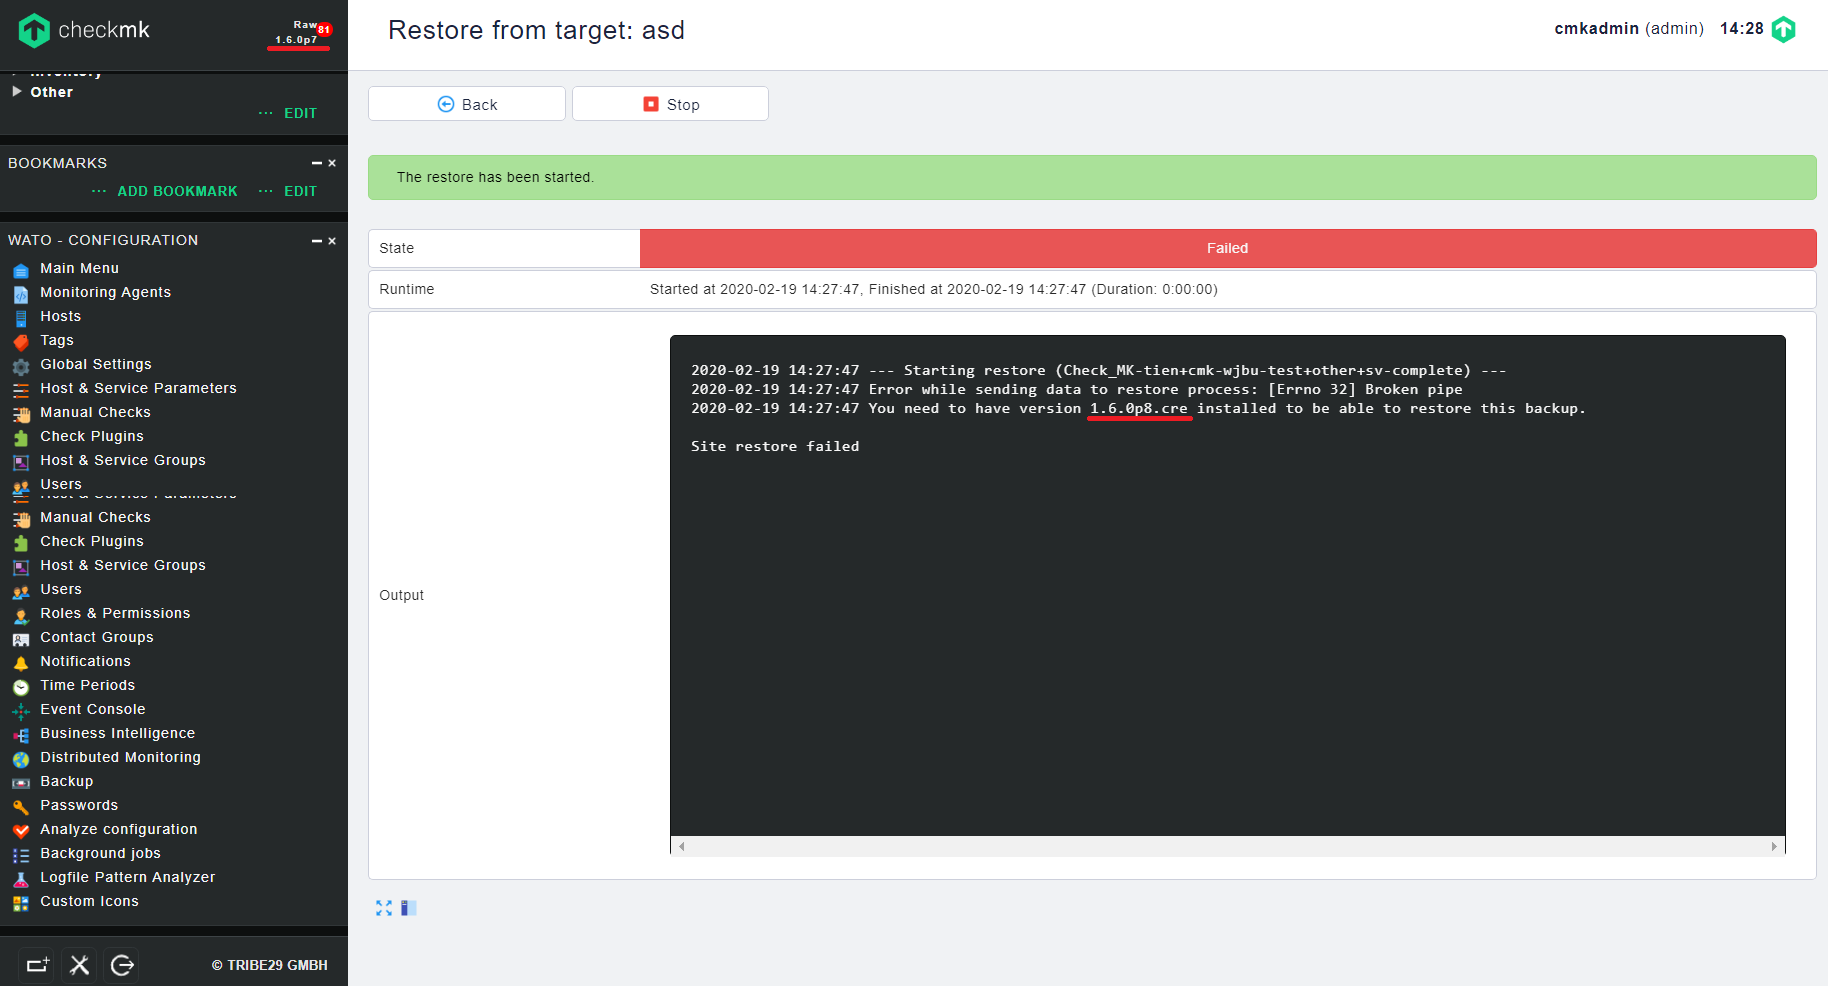 checkmk
Raw
81
1.6.0p7
Inventory
Other
··· EDIT
BOOKMARKS
··· ADD BOOKMARK ··· EDIT
WATO - CONFIGURATION
Main Menu
Monitoring Agents
Hosts
Tags
Global Settings
Host & Service Parameters
Manual Checks
Check Plugins
Host & Service Groups
Users
Host & Service Parameters
Manual Checks
Check Plugins
Host & Service Groups
Users
Roles & Permissions
Contact Groups
Notifications
Time Periods
Event Console
Business Intelligence
Distributed Monitoring
Backup
Passwords
Analyze configuration
Background jobs
Logfile Pattern Analyzer
Custom Icons
© TRIBE29 GMBH
Restore from target: asd
cmkadmin (admin) 14:28
Back
Stop
The restore has been started.
State
Failed
Runtime
Started at 2020-02-19 14:27:47, Finished at 2020-02-19 14:27:47 (Duration: 0:00:00)
Output
2020-02-19 14:27:47 --- Starting restore (Check_MK-tien+cmk-wjbu-test+other+sv-complete) ---
2020-02-19 14:27:47 Error while sending data to restore process: [Errno 32] Broken pipe
2020-02-19 14:27:47 You need to have version 1.6.0p8.cre installed to be able to restore this backup.
Site restore failed